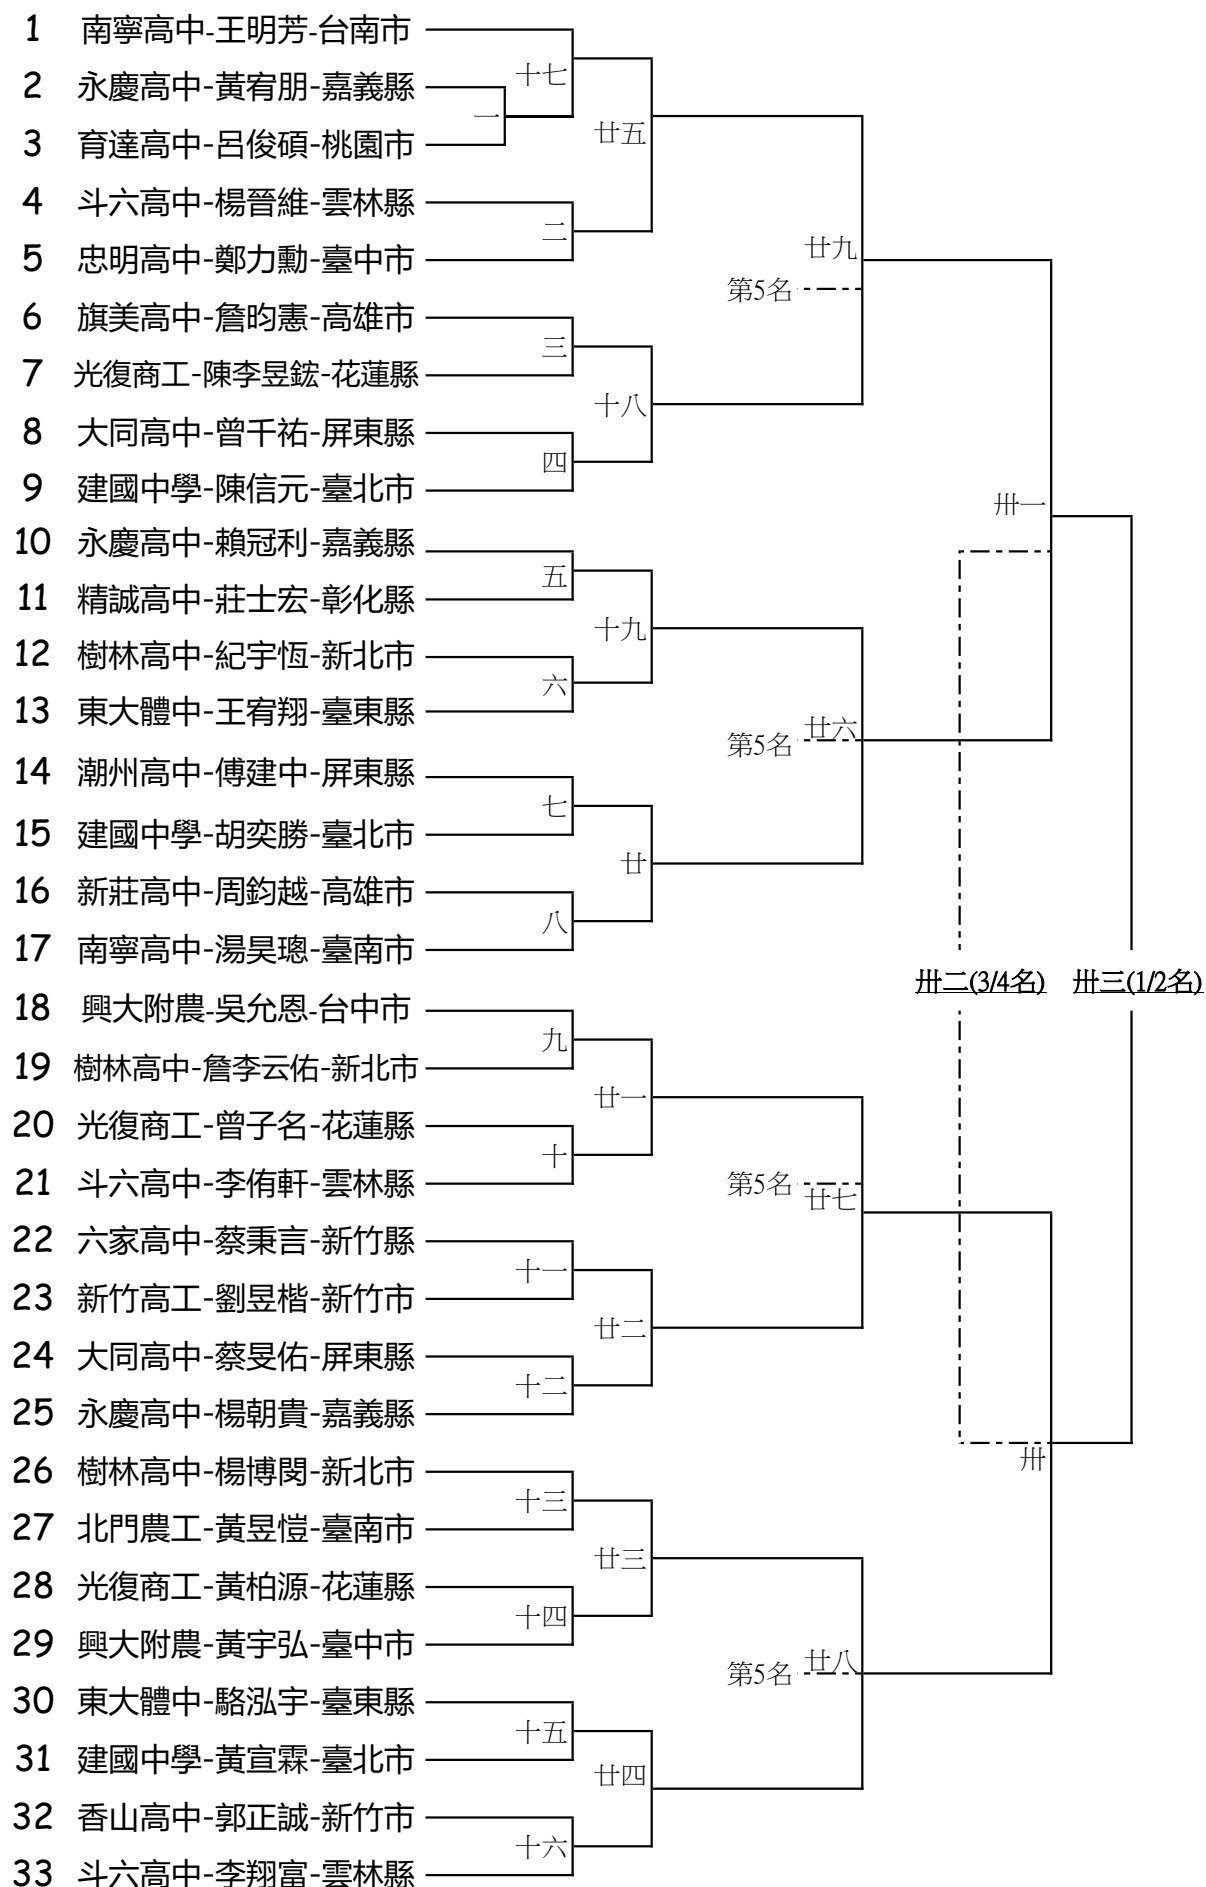 1 南寧高中-王明芳-台南市
十七
2 永慶高中-黃宥朋-嘉義縣
一
廿五
3 育達高中-呂俊碩-桃園市
4 斗六高中-楊晉維-雲林縣
二
廿九
5 忠明高中-鄭力勳-臺中市
第5名
6 旗美高中-詹昀憲-高雄市
三
7 光復商工-陳李昱鋐-花蓮縣
十八
8 大同高中-曾千祐-屏東縣
四
9 建國中學-陳信元-臺北市
卅一
10 永慶高中-賴冠利-嘉義縣
五
11 精誠高中-莊士宏-彰化縣
十九
12 樹林高中-紀宇恆-新北市
六
13 東大體中-王宥翔-臺東縣
第5名 廿六
14 潮州高中-傅建中-屏東縣
七
15 建國中學-胡奕勝-臺北市
廿
16 新莊高中-周鈞越-高雄市
八
17 南寧高中-湯昊璁-臺南市
卅二(3/4名) 卅三(1/2名)
18 興大附農-吳允恩-台中市
九
19 樹林高中-詹李云佑-新北市
廿一
20 光復商工-曾子名-花蓮縣
十
21 斗六高中-李侑軒-雲林縣
第5名 廿七
22 六家高中-蔡秉言-新竹縣
十一
23 新竹高工-劉昱楷-新竹市
廿二
24 大同高中-蔡旻佑-屏東縣
十二
25 永慶高中-楊朝貴-嘉義縣
卅
26 樹林高中-楊博閔-新北市
十三
27 北門農工-黃昱愷-臺南市
廿三
28 光復商工-黃柏源-花蓮縣
十四
29 興大附農-黃宇弘-臺中市
第5名 廿八
30 東大體中-駱泓宇-臺東縣
十五
31 建國中學-黃宣霖-臺北市
廿四
32 香山高中-郭正誠-新竹市
十六
33 斗六高中-李翔富-雲林縣